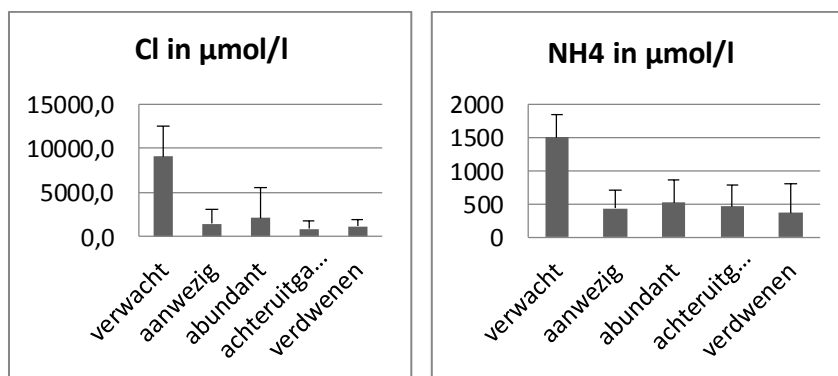 Cl in µmol/l
15000,0
10000,0
5000,0
0,0
verwacht
aanwezig
abundant
achteruitga...
verdwenen
NH4 in µmol/l
2000
1500
1000
500
0
verwacht
aanwezig
abundant
achteruitg...
verdwenen